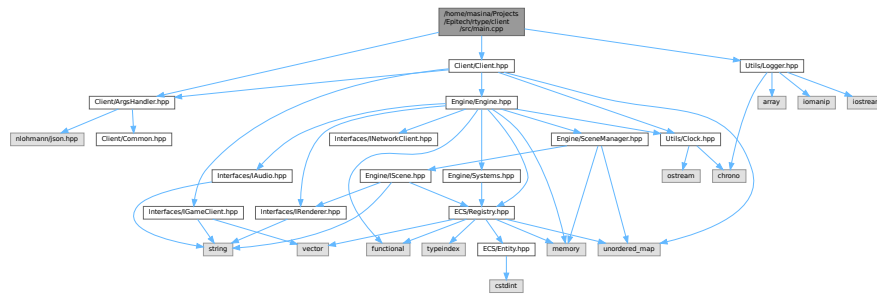 /home/masina/Projects
/Epitech/rtype/client
/src/main.cpp
Client/Client.hpp
Utils/Logger.hpp
Client/ArgsHandler.hpp
Engine/Engine.hpp
array
iomanip
iostream
nlohmann/json.hpp
Client/Common.hpp
Interfaces/INetworkClient.hpp
Engine/SceneManager.hpp
Utils/Clock.hpp
Interfaces/IAudio.hpp
Engine/IScene.hpp
Engine/Systems.hpp
ostream
chrono
Interfaces/IGameClient.hpp
Interfaces/IRenderer.hpp
ECS/Registry.hpp
string
vector
functional
typeindex
ECS/Entity.hpp
memory
unordered_map
cstdint